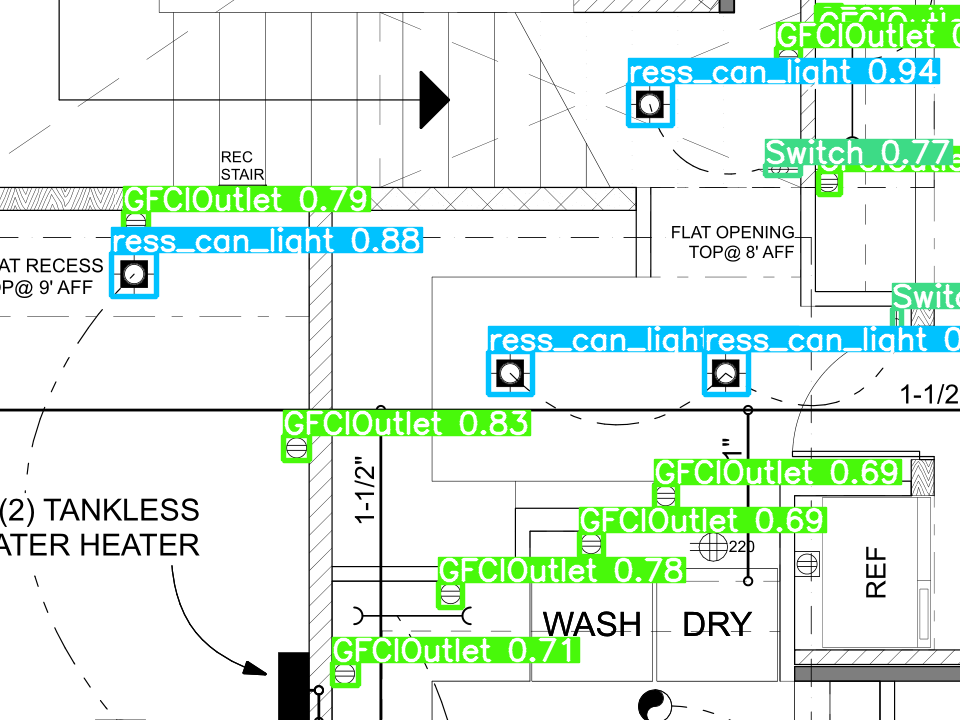 GFCIOutlet
ress_can_light 0.94
Switch 0.77
REC
STAIR
GFCIOutlet 0.79
ress_can_light 0.88
FLAT OPENING
TOP@ 8' AFF
AT RECESS
OP@ 9' AFF
Switc
ress_can_light
ress_can_light 0
1-1/2
GFCIOutlet 0.83
1-1/2"
1"
GFCIOutlet 0.69
(2) TANKLESS
ATER HEATER
GFCIOutlet 0.69
220
REF
GFCIOutlet 0.78
WASH
DRY
GFCIOutlet 0.71